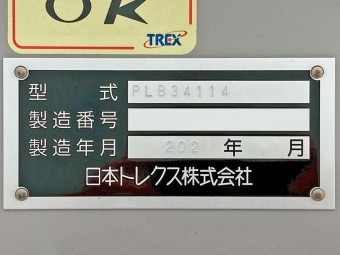 OK
TREX
型式 PLB34114
製造番号
製造年月 202 年 月
日本トレクス株式会社